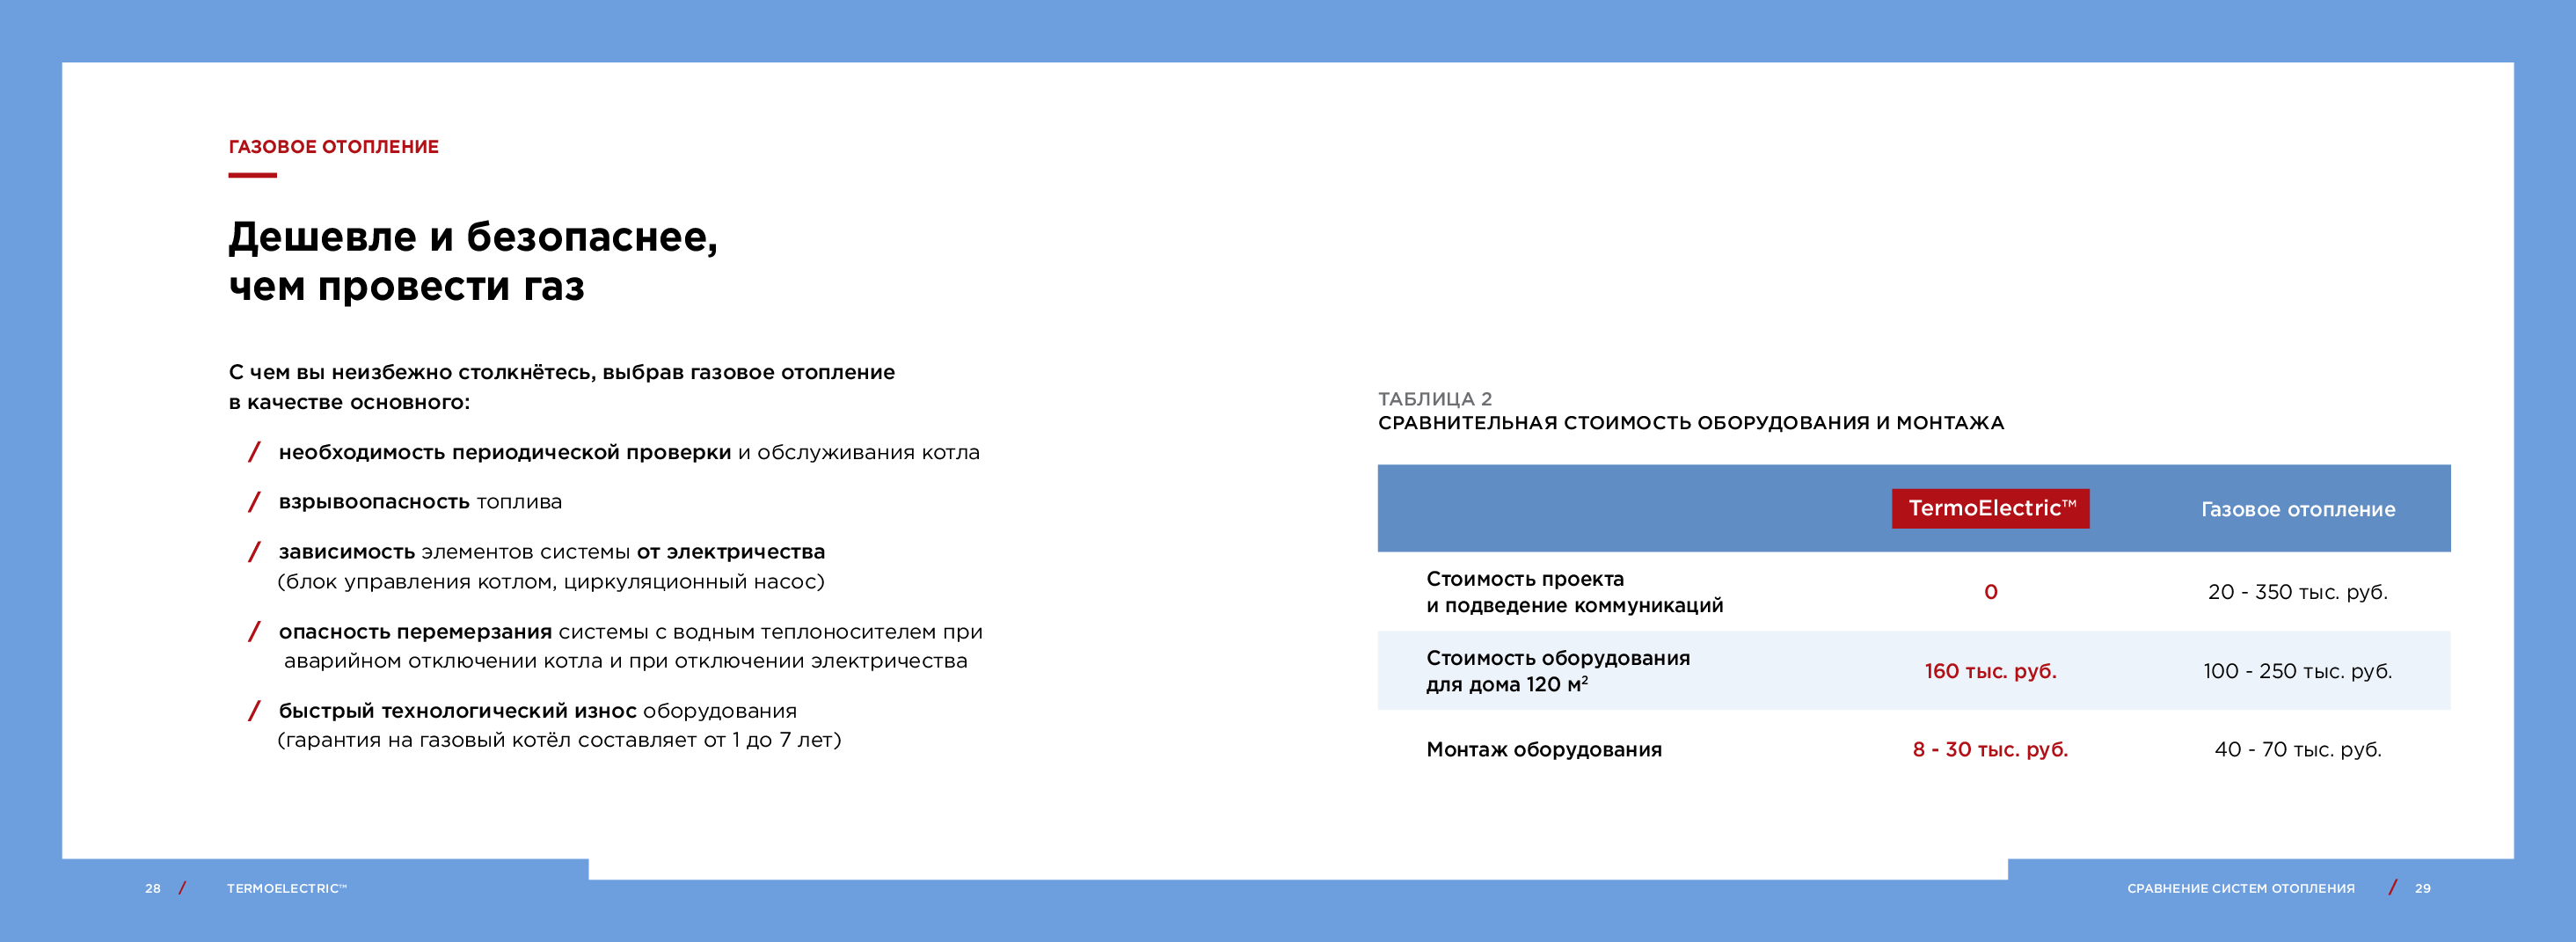 ГАЗОВОЕ ОТОПЛЕНИЕ
Дешевле и безопаснее,
чем провести газ
С чем вы неизбежно столкнётесь, выбрав газовое отопление
в качестве основного:
/ необходимость периодической проверки и обслуживания котла
/ взрывоопасность топлива
/ зависимость элементов системы от электричества
(блок управления котлом, циркуляционный насос)
/ опасность перемерзания системы с водным теплоносителем при
аварийном отключении котла и при отключении электричества
/ быстрый технологический износ оборудования
(гарантия на газовый котёл составляет от 1 до 7 лет)
ТАБЛИЦА 2
СРАВНИТЕЛЬНАЯ СТОИМОСТЬ ОБОРУДОВАНИЯ И МОНТАЖА
TermoElectric™ Газовое отопление
Стоимость проекта
и подведение коммуникаций 0 20 - 350 тыс. руб.
Стоимость оборудования
для дома 120 м² 160 тыс. руб. 100 - 250 тыс. руб.
Монтаж оборудования 8 - 30 тыс. руб. 40 - 70 тыс. руб.
28 / TERMOELECTRIC™
СРАВНЕНИЕ СИСТЕМ ОТОПЛЕНИЯ / 29